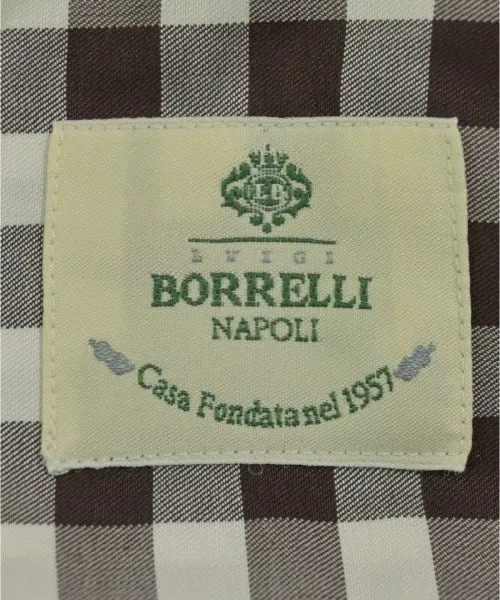 LUIGI
BORRELLI
NAPOLI
Casa Fondata nel 1957